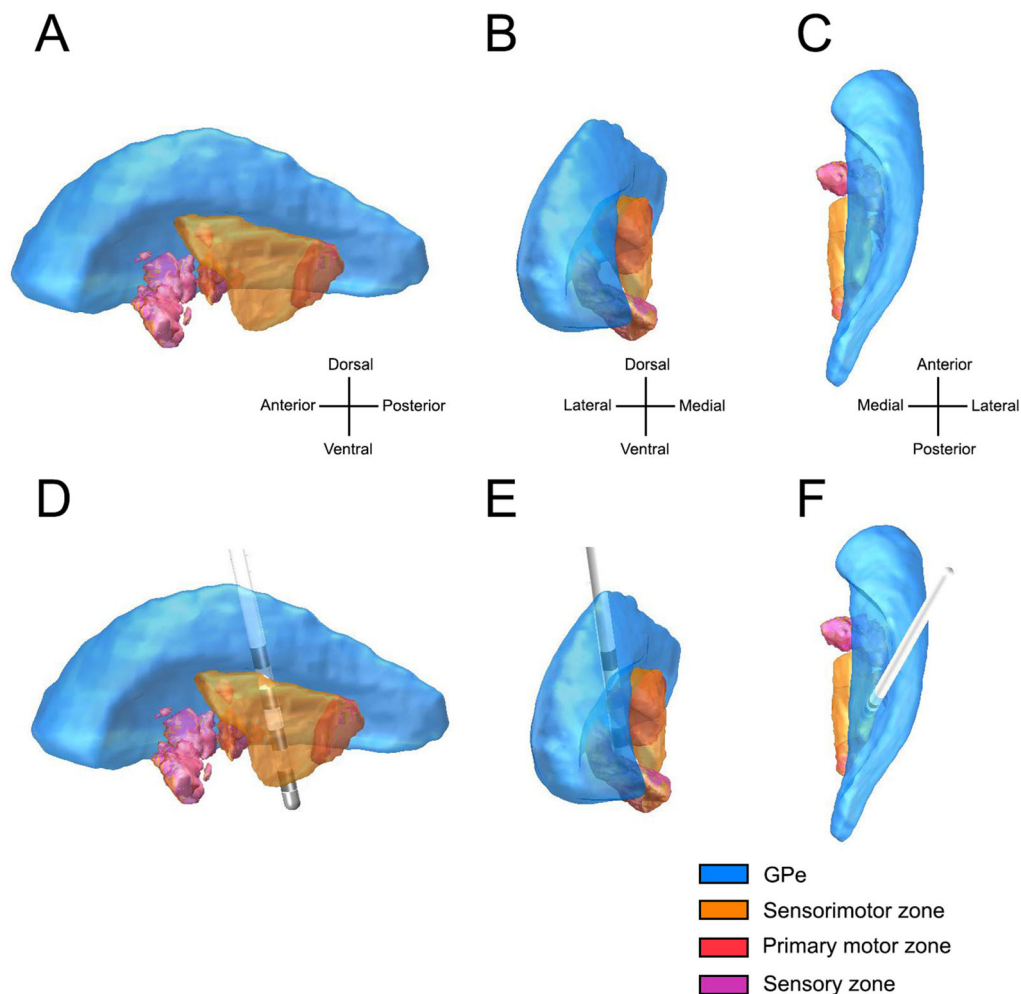 A
B
C
Dorsal
Anterior
Posterior
Ventral
Dorsal
Lateral
Medial
Ventral
Anterior
Medial
Lateral
Posterior
D
E
F
GPe
Sensorimotor zone
Primary motor zone
Sensory zone